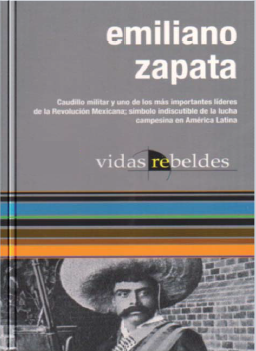 emiliano
zapata
Caudillo militar y uno de los más importantes líderes
de la Revolución Mexicana; símbolo indiscutible de la lucha
campesina en América Latina
vidas rebeldes